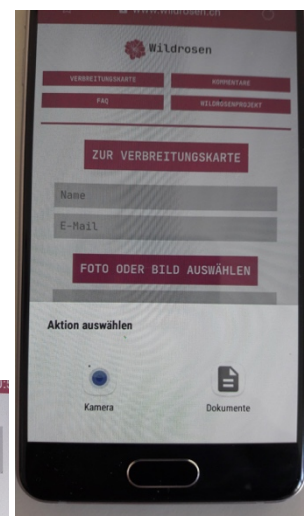 www.wildrosen.ch
Wildrosen
VERBREITUNGSKARTE
KOMMENTARE
FAQ
WILDROSENPROJEKT
ZUR VERBREITUNGSKARTE
Name
E-Mail
FOTO ODER BILD AUSWÄHLEN
Aktion auswählen
Kamera
Dokumente